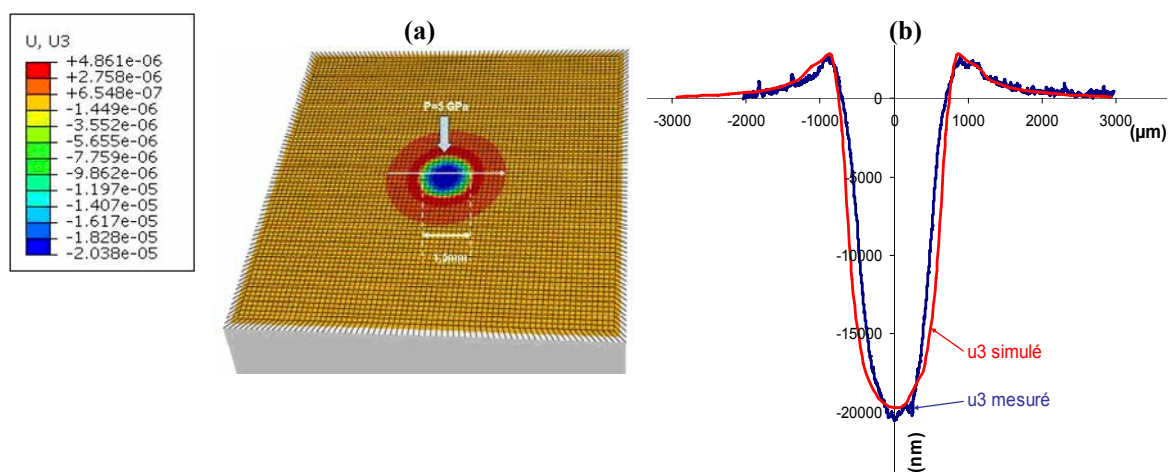 (a)
(b)
U, U3
+4.861e-06
+2.758e-06
+6.548e-07
-1.449e-06
-3.552e-06
-5.655e-06
-7.759e-06
-9.862e-06
-1.197e-05
-1.407e-05
-1.617e-05
-1.828e-05
-2.038e-05
P=5 GPa
0
-5000
-10000
-15000
-20000
-3000 -2000 -1000 0 1000 2000 3000
(µm)
u3 simulé
u3 mesuré
(nm)